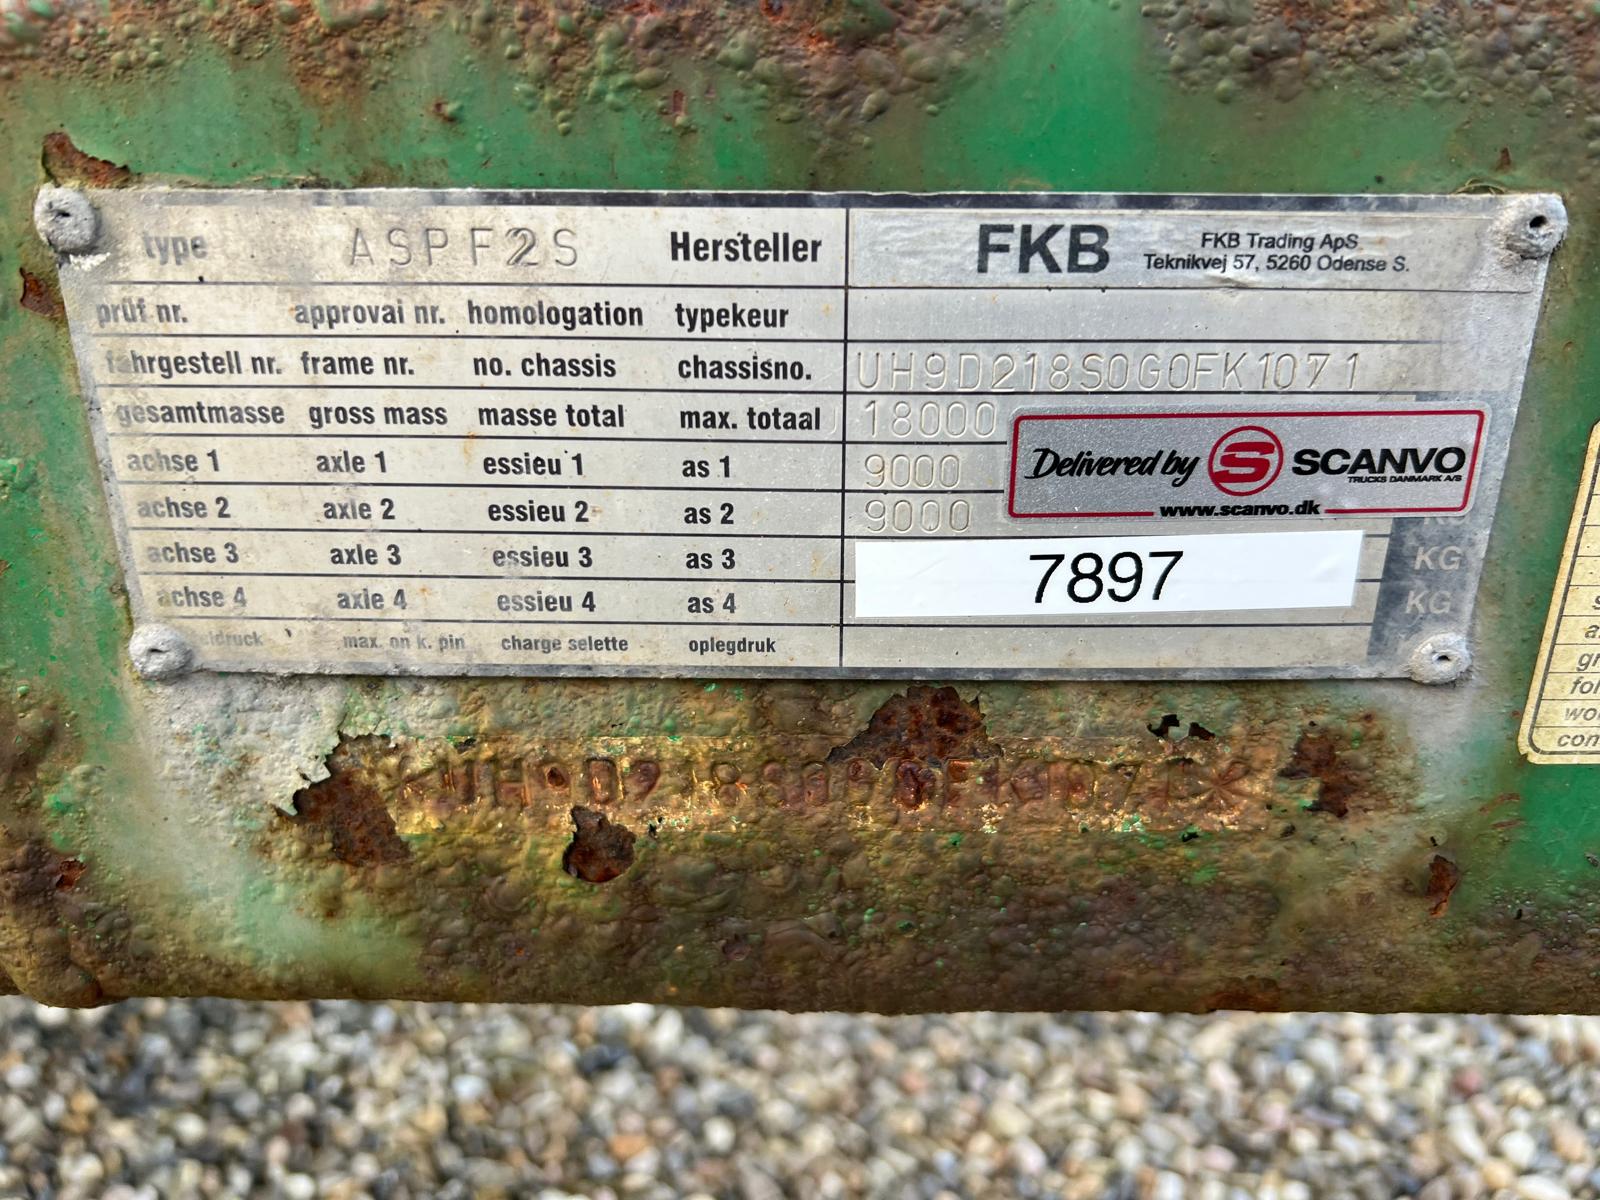 type ASPF2S Hersteller FKB FKB Trading ApS
Teknikvej 57, 5260 Odense S.
prüf nr. approval nr. homologation typekeur
fahrgestell nr. frame nr. no. chassis chassisno. UH9D218S0G0FK1071
gesamtmasse gross mass masse total max. totaal 18000
achse 1 axle 1 essieu 1 as 1 9000
achse 2 axle 2 essieu 2 as 2 9000
Delivered by S SCANVO
TRUCKS DANMARK A/S
www.scanvo.dk
achse 3 axle 3 essieu 3 as 3 KG
7897
achse 4 axle 4 essieu 4 as 4 KG
max. on k. pin charge selette oplegdruk